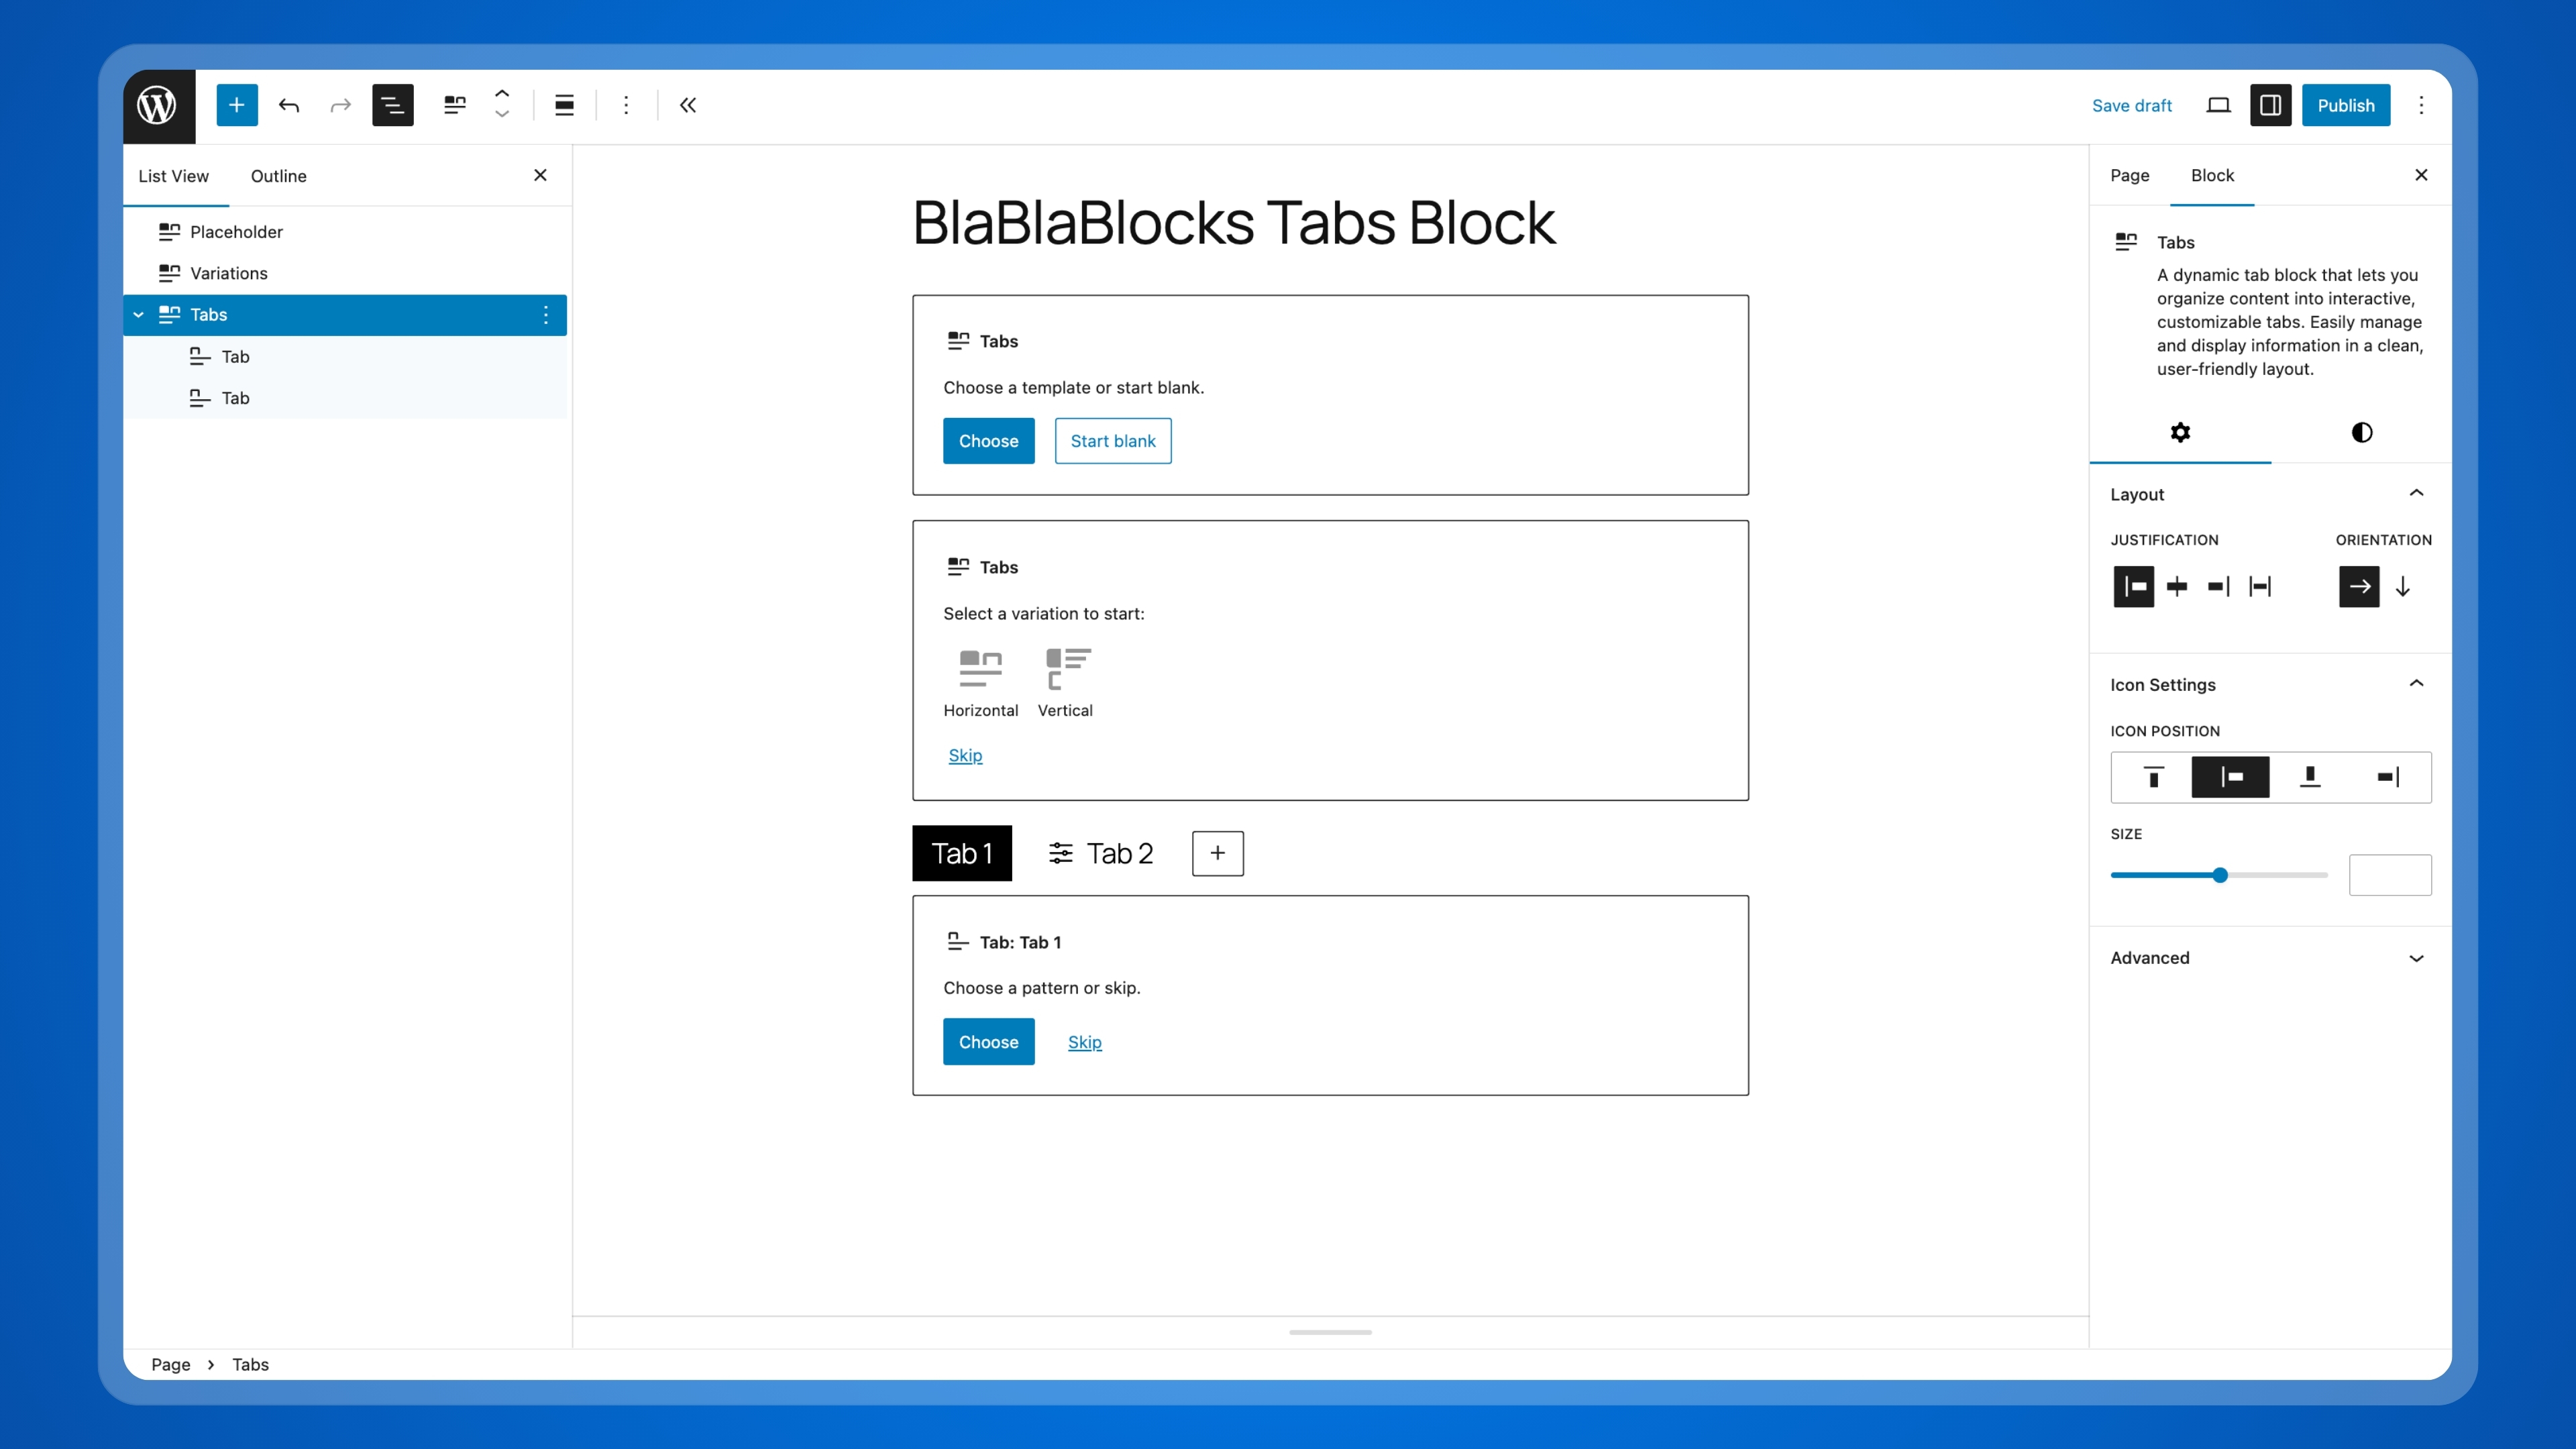 Save draft
Publish
List View
Outline
Placeholder
Variations
Tabs
Tab
Tab
BlaBlaBlocks Tabs Block
Tabs
Choose a template or start blank.
Choose
Start blank
Tabs
Select a variation to start:
Horizontal
Vertical
Skip
Tab 1
Tab 2
Tab: Tab 1
Choose a pattern or skip.
Choose
Skip
Page
Block
Tabs
A dynamic tab block that lets you
organize content into interactive,
customizable tabs. Easily manage
and display information in a clean,
user-friendly layout.
Layout
JUSTIFICATION
ORIENTATION
Icon Settings
ICON POSITION
SIZE
Advanced
Page › Tabs